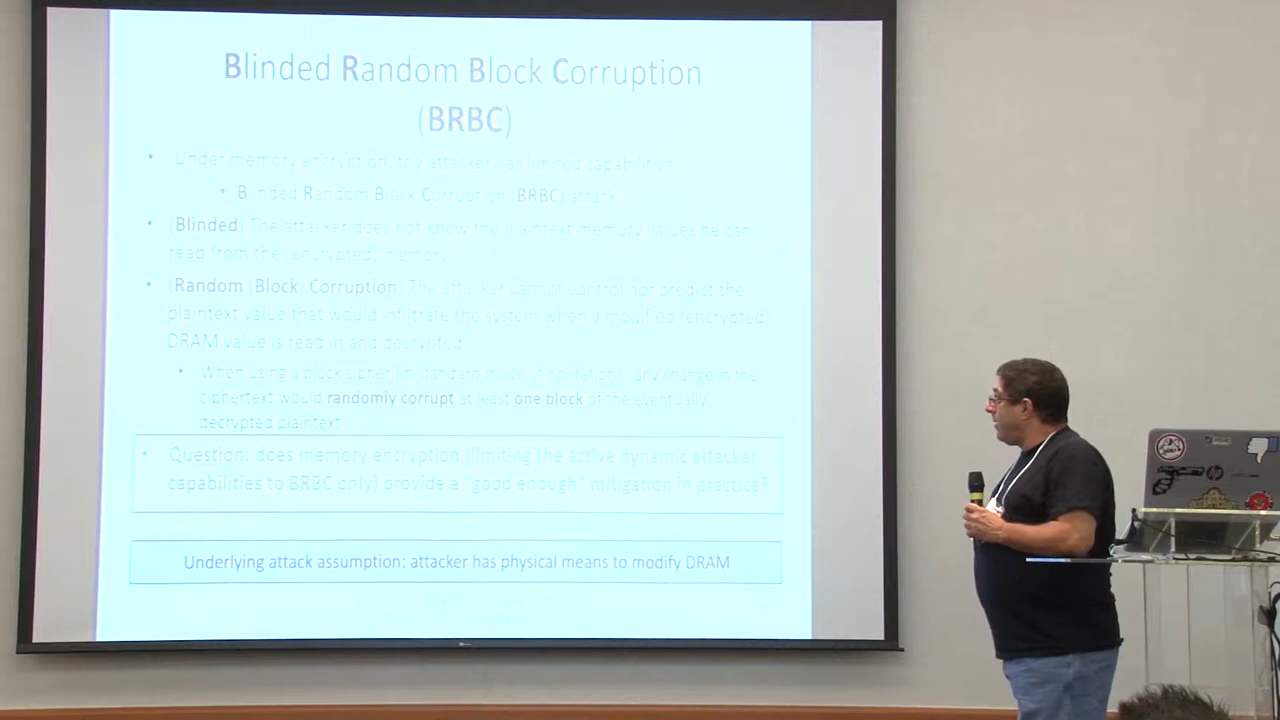 Blinded Random Block Corruption
(BRBC)
• Under memory encryption, the attacker has limited capabilities
• Blinded Random Block Corruption (BRBC) attack
• (Blinded) The attacker does not know the plaintext memory values he can
read from the (encrypted) memory.
• (Random (Block) Corruption) The attacker cannot control nor predict the
plaintext value that would infiltrate the system when a modified (encrypted)
DRAM value is read in and decrypted.
• When using a block cipher (in standard mode of operation), any change in the
ciphertext would randomly corrupt at least one block of the eventually
decrypted plaintext
• Question: does memory encryption (limiting the active dynamic attacker
capabilities to BRBC only) provide a "good enough" mitigation in practice?
Underlying attack assumption: attacker has physical means to modify DRAM
hp